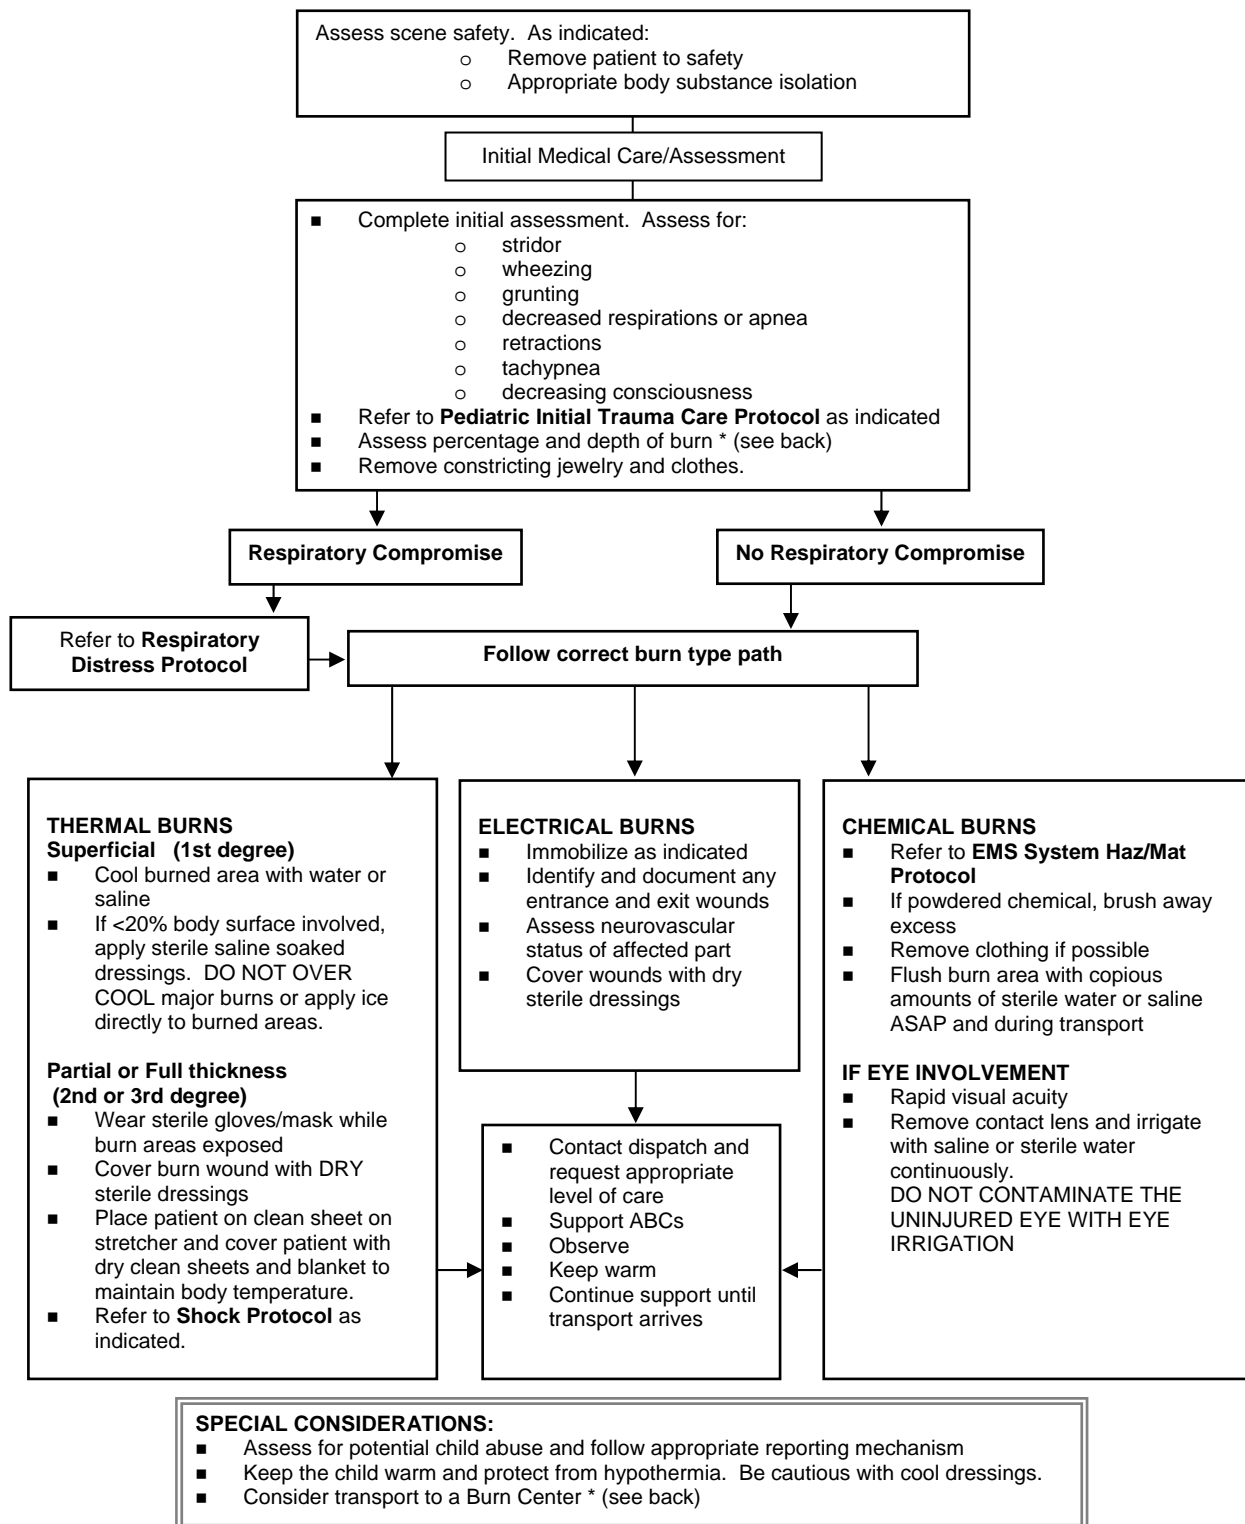 Assess scene safety.  As indicated:
o Remove patient to safety
o Appropriate body substance isolation
Initial Medical Care/Assessment
■ Complete initial assessment.  Assess for:
o stridor
o wheezing
o grunting
o decreased respirations or apnea
o retractions
o tachypnea
o decreasing consciousness
■ Refer to Pediatric Initial Trauma Care Protocol as indicated
■ Assess percentage and depth of burn * (see back)
■ Remove constricting jewelry and clothes.
Respiratory Compromise
No Respiratory Compromise
Refer to Respiratory
Distress Protocol
Follow correct burn type path
THERMAL BURNS
Superficial   (1st degree)
■ Cool burned area with water or
saline
■ If <20% body surface involved,
apply sterile saline soaked
dressings.  DO NOT OVER
COOL major burns or apply ice
directly to burned areas.
Partial or Full thickness
(2nd or 3rd degree)
■ Wear sterile gloves/mask while
burn areas exposed
■ Cover burn wound with DRY
sterile dressings
■ Place patient on clean sheet on
stretcher and cover patient with
dry clean sheets and blanket to
maintain body temperature.
■ Refer to Shock Protocol as
indicated.
ELECTRICAL BURNS
■ Immobilize as indicated
■ Identify and document any
entrance and exit wounds
■ Assess neurovascular
status of affected part
■ Cover wounds with dry
sterile dressings
CHEMICAL BURNS
■ Refer to EMS System Haz/Mat
Protocol
■ If powdered chemical, brush away
excess
■ Remove clothing if possible
■ Flush burn area with copious
amounts of sterile water or saline
ASAP and during transport
IF EYE INVOLVEMENT
■ Rapid visual acuity
■ Remove contact lens and irrigate
with saline or sterile water
continuously.
DO NOT CONTAMINATE THE
UNINJURED EYE WITH EYE
IRRIGATION
■ Contact dispatch and
request appropriate
level of care
■ Support ABCs
■ Observe
■ Keep warm
■ Continue support until
transport arrives
SPECIAL CONSIDERATIONS:
■ Assess for potential child abuse and follow appropriate reporting mechanism
■ Keep the child warm and protect from hypothermia.  Be cautious with cool dressings.
■ Consider transport to a Burn Center * (see back)